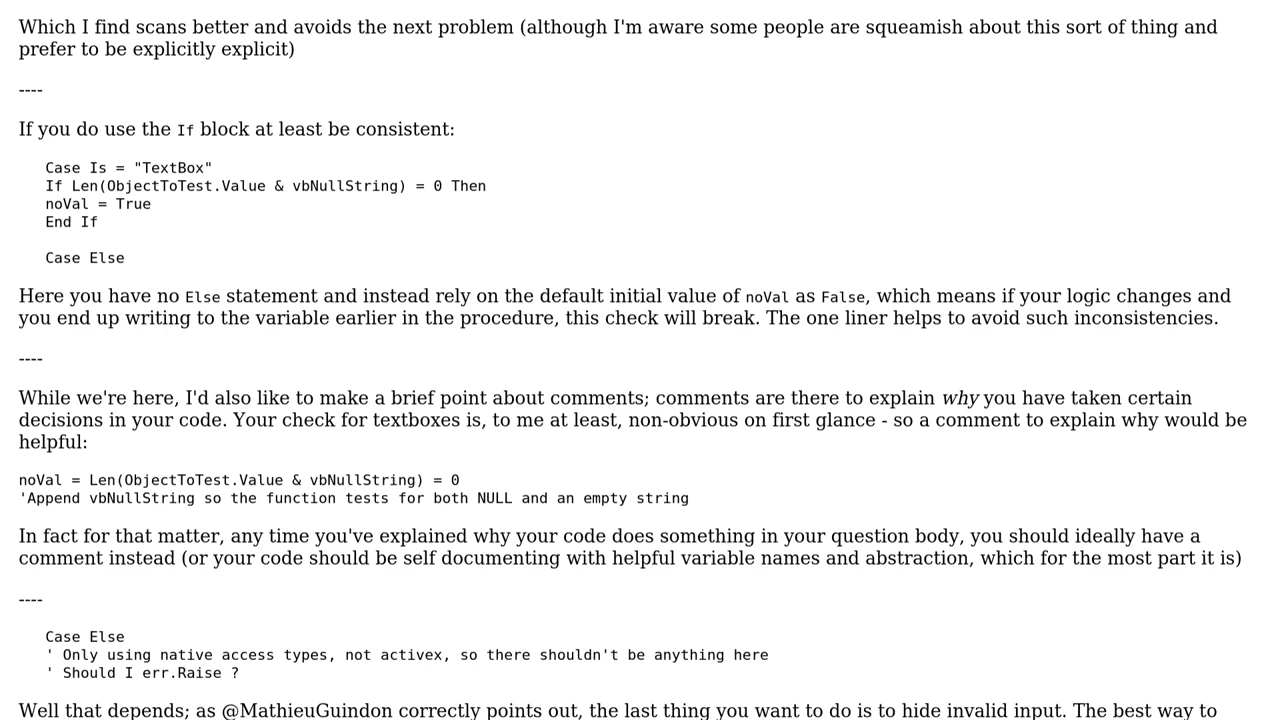 Which I find scans better and avoids the next problem (although I'm aware some people are squeamish about this sort of thing and
prefer to be explicitly explicit)
----
If you do use the If block at least be consistent:
Case Is = "TextBox"
If Len(ObjectToTest.Value & vbNullString) = 0 Then
noVal = True
End If
Case Else
Here you have no Else statement and instead rely on the default initial value of noVal as False, which means if your logic changes and
you end up writing to the variable earlier in the procedure, this check will break. The one liner helps to avoid such inconsistencies.
----
While we're here, I'd also like to make a brief point about comments; comments are there to explain why you have taken certain
decisions in your code. Your check for textboxes is, to me at least, non-obvious on first glance - so a comment to explain why would be
helpful:
noVal = Len(ObjectToTest.Value & vbNullString) = 0
'Append vbNullString so the function tests for both NULL and an empty string
In fact for that matter, any time you've explained why your code does something in your question body, you should ideally have a
comment instead (or your code should be self documenting with helpful variable names and abstraction, which for the most part it is)
----
Case Else
' Only using native access types, not activex, so there shouldn't be anything here
' Should I err.Raise ?
Well that depends; as @MathieuGuindon correctly points out, the last thing you want to do is to hide invalid input. The best way to